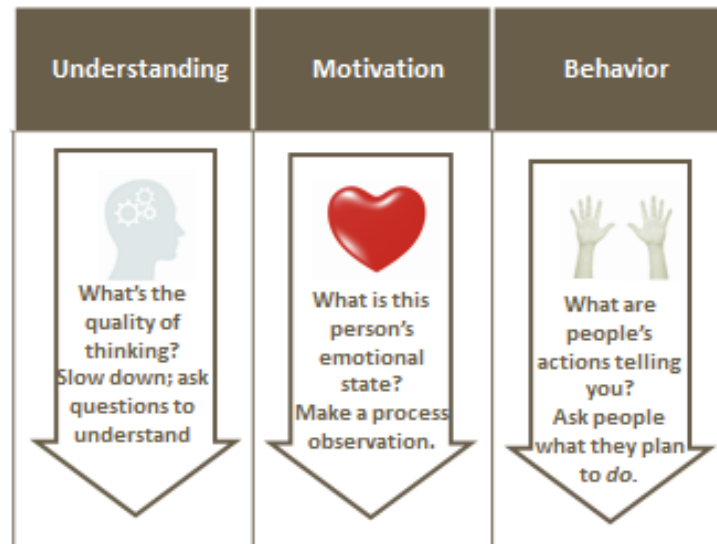 Understanding
Motivation
Behavior
What's the
quality of
thinking?
Slow down; ask
questions to
understand
What is this
person's
emotional
state?
Make a process
observation.
What are
people's
actions telling
you?
Ask people
what they plan
to do.